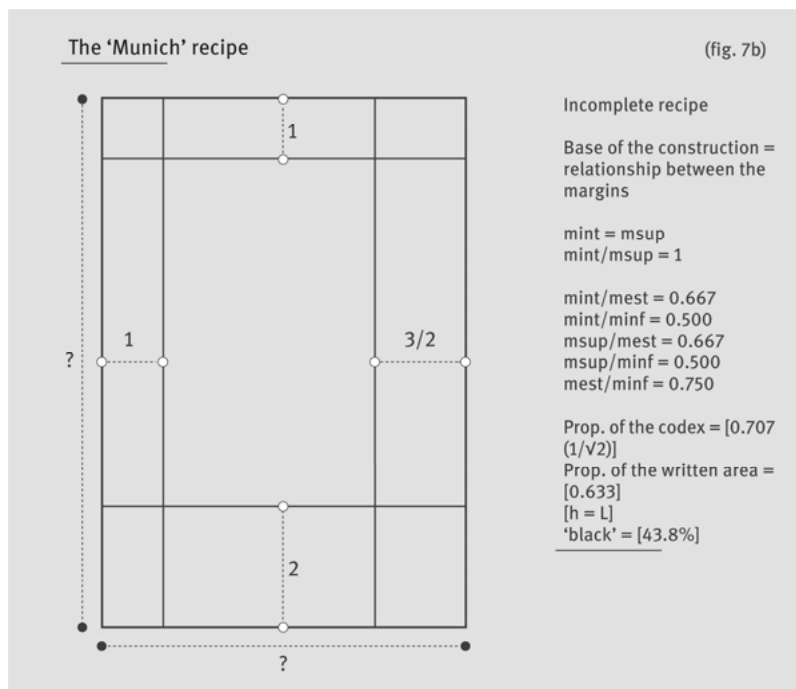 The ‘Munich’ recipe
(fig. 7b)
1
1
3/2
?
2
?
Incomplete recipe
Base of the construction =
relationship between the
margins
mint = msup
mint/msup = 1
mint/mest = 0.667
mint/minf = 0.500
msup/mest = 0.667
msup/minf = 0.500
mest/minf = 0.750
Prop. of the codex = [0.707
(1/√2)]
Prop. of the written area =
[0.633]
[h = L]
‘black’ = [43.8%]